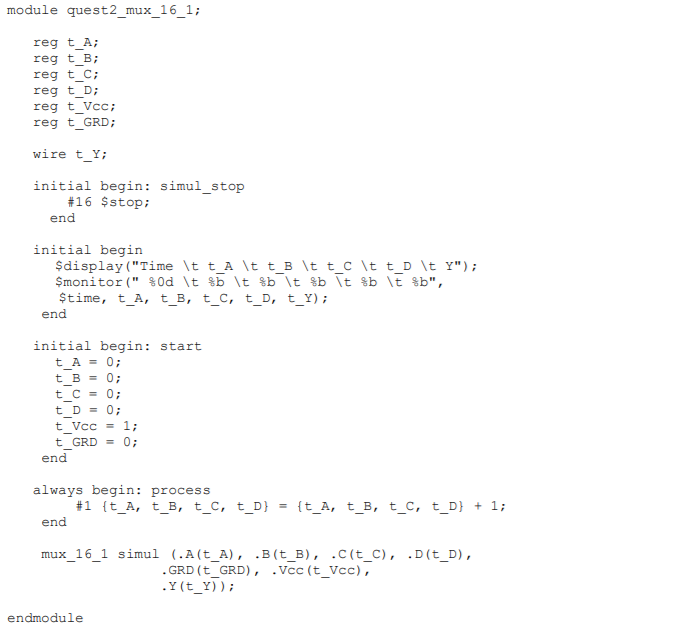 module quest2_mux_16_1;
reg t_A;
reg t_B;
reg t_C;
reg t_D;
reg t_Vcc;
reg t_GRD;
wire t_Y;
initial begin: simul_stop
#16 $stop;
end
initial begin
$display("Time \t t_A \t t_B \t t_C \t t_D \t Y");
$monitor(" %0d \t %b \t %b \t %b \t %b \t %b",
$time, t_A, t_B, t_C, t_D, t_Y);
end
initial begin: start
t_A = 0;
t_B = 0;
t_C = 0;
t_D = 0;
t_Vcc = 1;
t_GRD = 0;
end
always begin: process
#1 {t_A, t_B, t_C, t_D} = {t_A, t_B, t_C, t_D} + 1;
end
mux_16_1 simul (.A(t_A), .B(t_B), .C(t_C), .D(t_D),
.GRD(t_GRD), .Vcc(t_Vcc),
.Y(t_Y));
endmodule